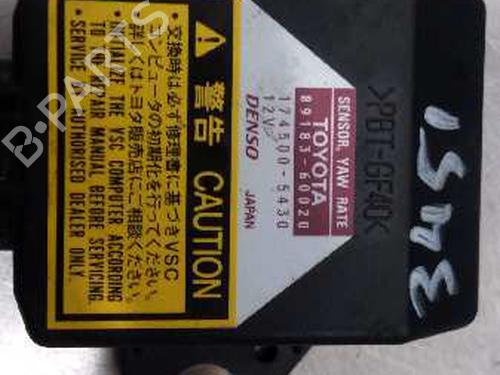 警告 CAUTION
・交換時は必ず修理書に基づきVSC
コンピュータの初期化を行ってください。
詳しくはトヨタ販売店にご相談ください。
・INITIALIZE THE VSC COMPUTER ACCORDING
TO REPAIR MANUAL BEFORE SERVICING.
・SERVICE AT AUTHORISED DEALER ONLY.
SENSOR, YAW RATE
TOYOTA
89183-60020
174500-5430
12V
DENSO JAPAN
>PBT-GF40<
3451
B-PARTS